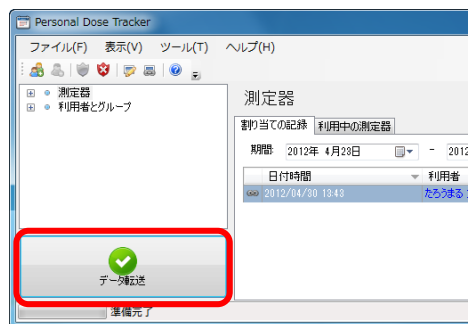 Personal Dose Tracker
ファイル(F) 表示(V) ツール(T) ヘルプ(H)
測定器
利用者とグループ
測定器
割り当ての記録 利用中の測定器
期間: 2012年 4月23日 - 2012
日付時間 利用者
2012/04/30 13:43 たろうまる
データ転送
準備完了